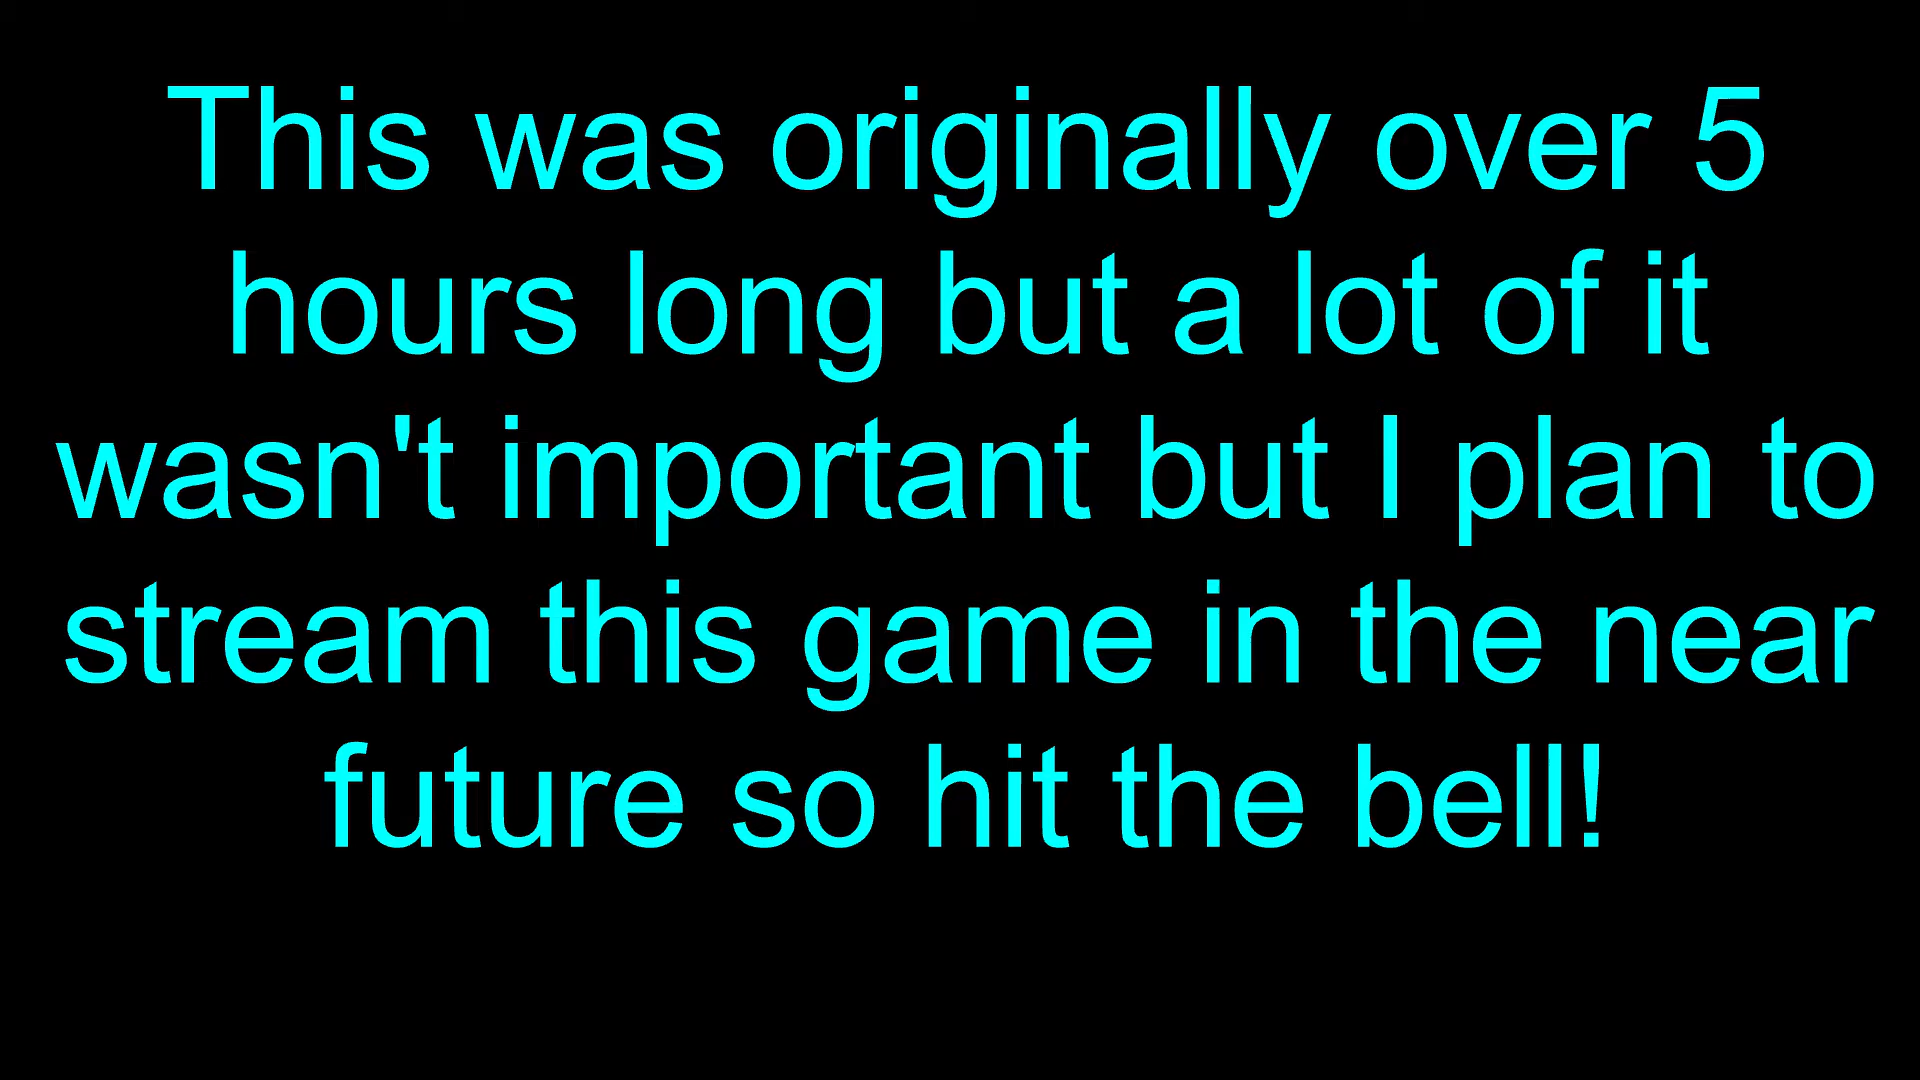 This was originally over 5
hours long but a lot of it
wasn't important but I plan to
stream this game in the near
future so hit the bell!